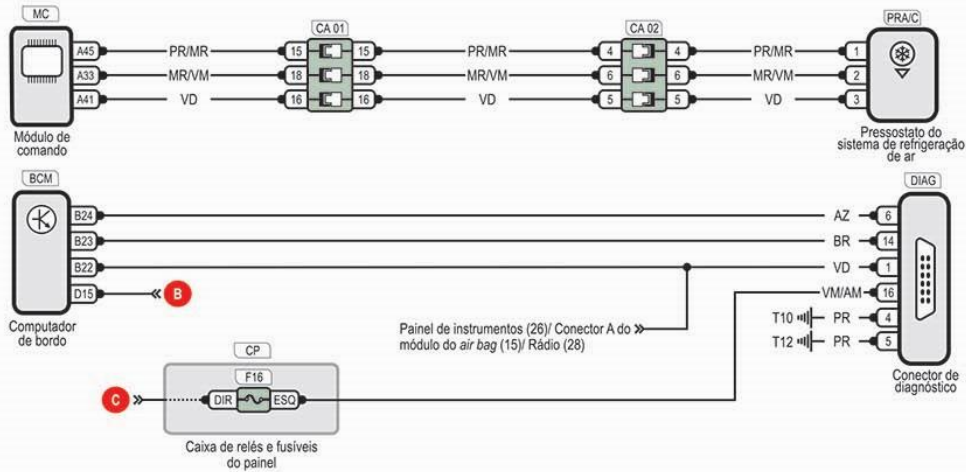 MC CA 01 CA 02 PRA/C
A45 PR/MR 15 15 PR/MR 4 4 PR/MR 1
A33 MR/VM 18 18 MR/VM 6 6 MR/VM 2
A41 VD 16 16 VD 5 5 VD 3
Módulo de
comando
Pressostato do
sistema de refrigeração
de ar
BCM DIAG
B24 AZ 6
B23 BR 14
B22 VD 1
D15 B VM/AM 16
T10 PR 4
T12 PR 5
Computador
de bordo
Painel de instrumentos (26)/ Conector A do
módulo do air bag (15)/ Rádio (28)
Conector de
diagnóstico
CP
F16
C DIR ESQ
Caixa de relés e fusíveis
do painel